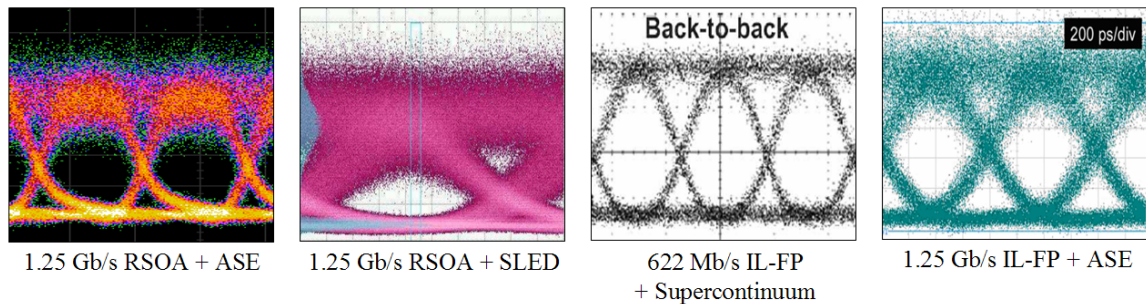 Back-to-back
200 ps/div
1.25 Gb/s RSOA + ASE
1.25 Gb/s RSOA + SLED
622 Mb/s IL-FP
+ Supercontinuum
1.25 Gb/s IL-FP + ASE